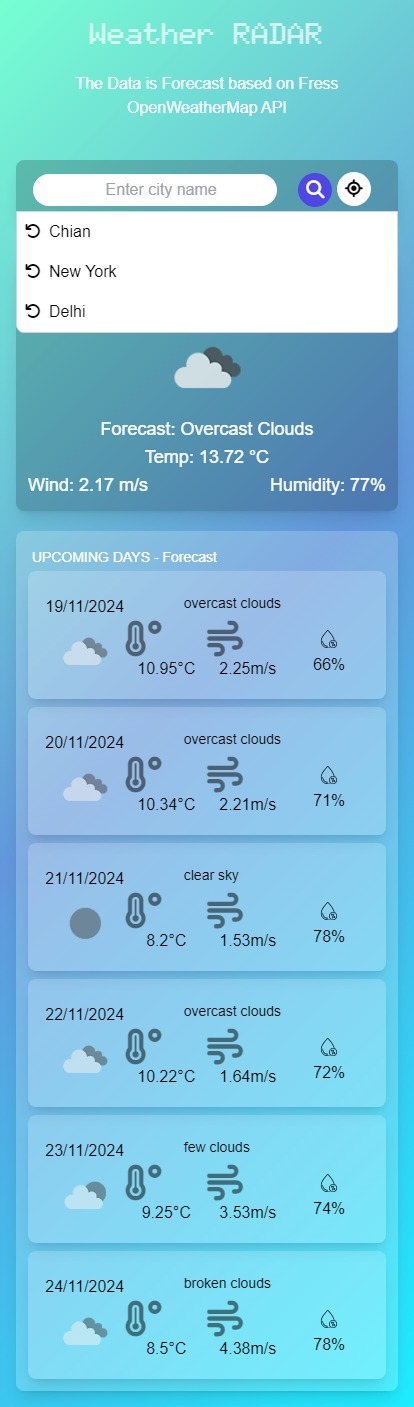 Weather RADAR
The Data is Forecast based on Fress
OpenWeatherMap API
Enter city name
Chian
New York
Delhi
Forecast: Overcast Clouds
Temp: 13.72 °C
Wind: 2.17 m/s Humidity: 77%
UPCOMING DAYS - Forecast
19/11/2024 overcast clouds
10.95°C 2.25m/s 66%
20/11/2024 overcast clouds
10.34°C 2.21m/s 71%
21/11/2024 clear sky
8.2°C 1.53m/s 78%
22/11/2024 overcast clouds
10.22°C 1.64m/s 72%
23/11/2024 few clouds
9.25°C 3.53m/s 74%
24/11/2024 broken clouds
8.5°C 4.38m/s 78%